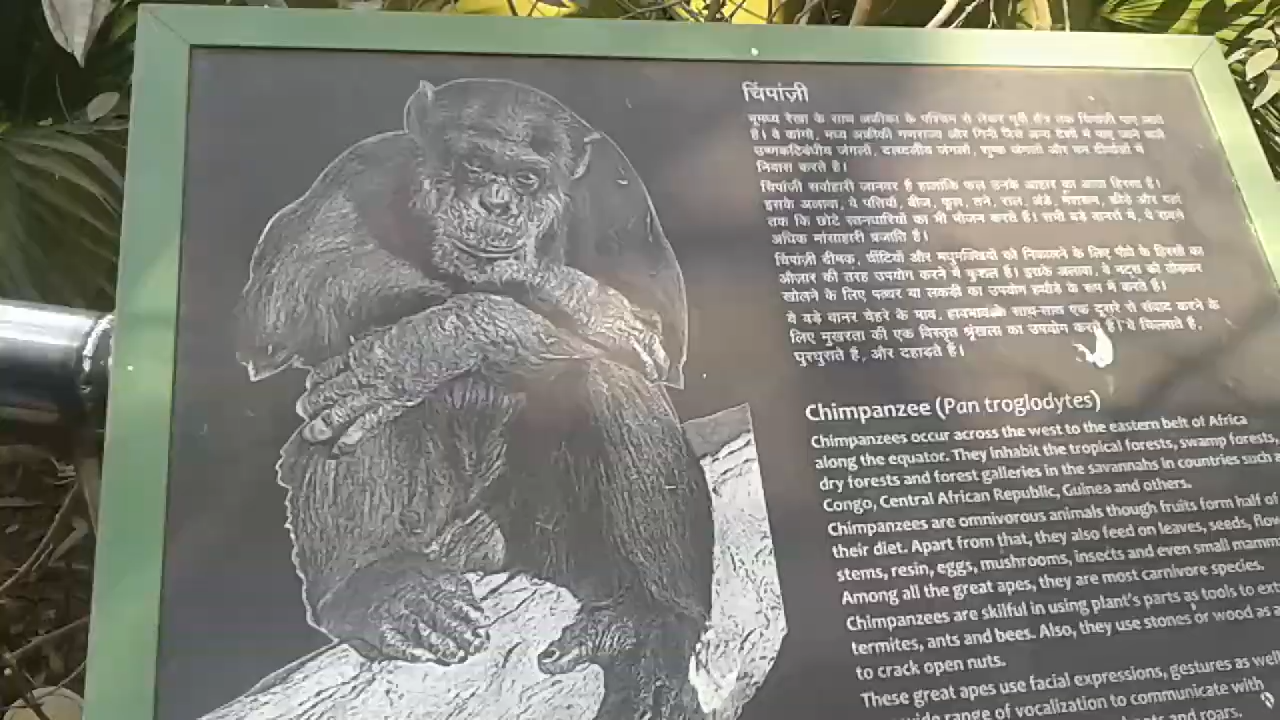 चिंपांज़ी
भूमध्य रेखा के साथ अफ्रीका के पश्चिम से लेकर पूर्वी क्षेत्र तक चिंपांज़ी पाए जाते
हैं। वे कांगो, मध्य अफ्रीकी गणराज्य और गिनी जैसे अन्य देशों में पाए जाने वाले
उष्णकटिबंधीय जंगलों, दलदलीय जंगलों, शुष्क जंगलों और वन दीर्घाओं में
निवास करते हैं।
चिंपांज़ी सर्वाहारी जानवर हैं हालांकि फल उनके आहार का आधा हिस्सा हैं।
इसके अलावा, ये पत्तियों, बीज, फूल, तने, राल, अंडे, मशरूम, कीड़े और यहां
तक कि छोटे स्तनधारियों का भी भोजन करते हैं। सभी बड़े वानरों में, ये सबसे
अधिक मांसाहारी प्रजाति हैं।
चिंपांज़ी दीमक, चींटियों और मधुमक्खियों को निकालने के लिए पौधे के हिस्सों का
औज़ार की तरह उपयोग करने में कुशल हैं। इसके अलावा, वे नट्स को तोड़कर
खोलने के लिए पत्थर या लकड़ी का उपयोग हथौड़े के रूप में करते हैं।
ये बड़े वानर चेहरे के भाव, हावभाव के साथ-साथ एक दूसरे से संवाद करने के
लिए मुखरता की एक विस्तृत श्रृंखला का उपयोग करते हैं। ये चिल्लाते हैं,
घुरघुराते हैं, और दहाड़ते हैं।
Chimpanzee (Pan troglodytes)
Chimpanzees occur across the west to the eastern belt of Africa
along the equator. They inhabit the tropical forests, swamp forests,
dry forests and forest galleries in the savannahs in countries such a
Congo, Central African Republic, Guinea and others.
Chimpanzees are omnivorous animals though fruits form half of
their diet. Apart from that, they also feed on leaves, seeds, flow
stems, resin, eggs, mushrooms, insects and even small mamm
Among all the great apes, they are most carnivore species.
Chimpanzees are skilful in using plant's parts as tools to ext
termites, ants and bees. Also, they use stones or wood as a
to crack open nuts.
These great apes use facial expressions, gestures as well
wide range of vocalization to communicate with
and roars.